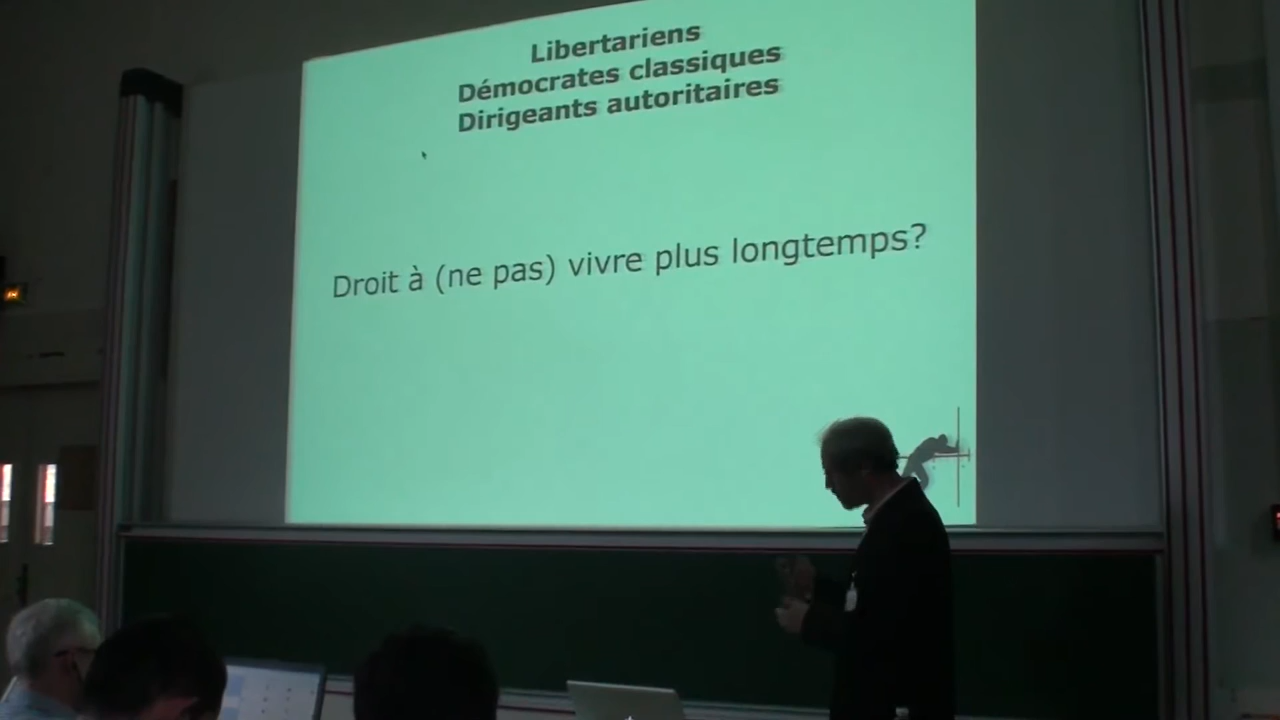 Libertariens
Démocrates classiques
Dirigeants autoritaires
Droit à (ne pas) vivre plus longtemps?